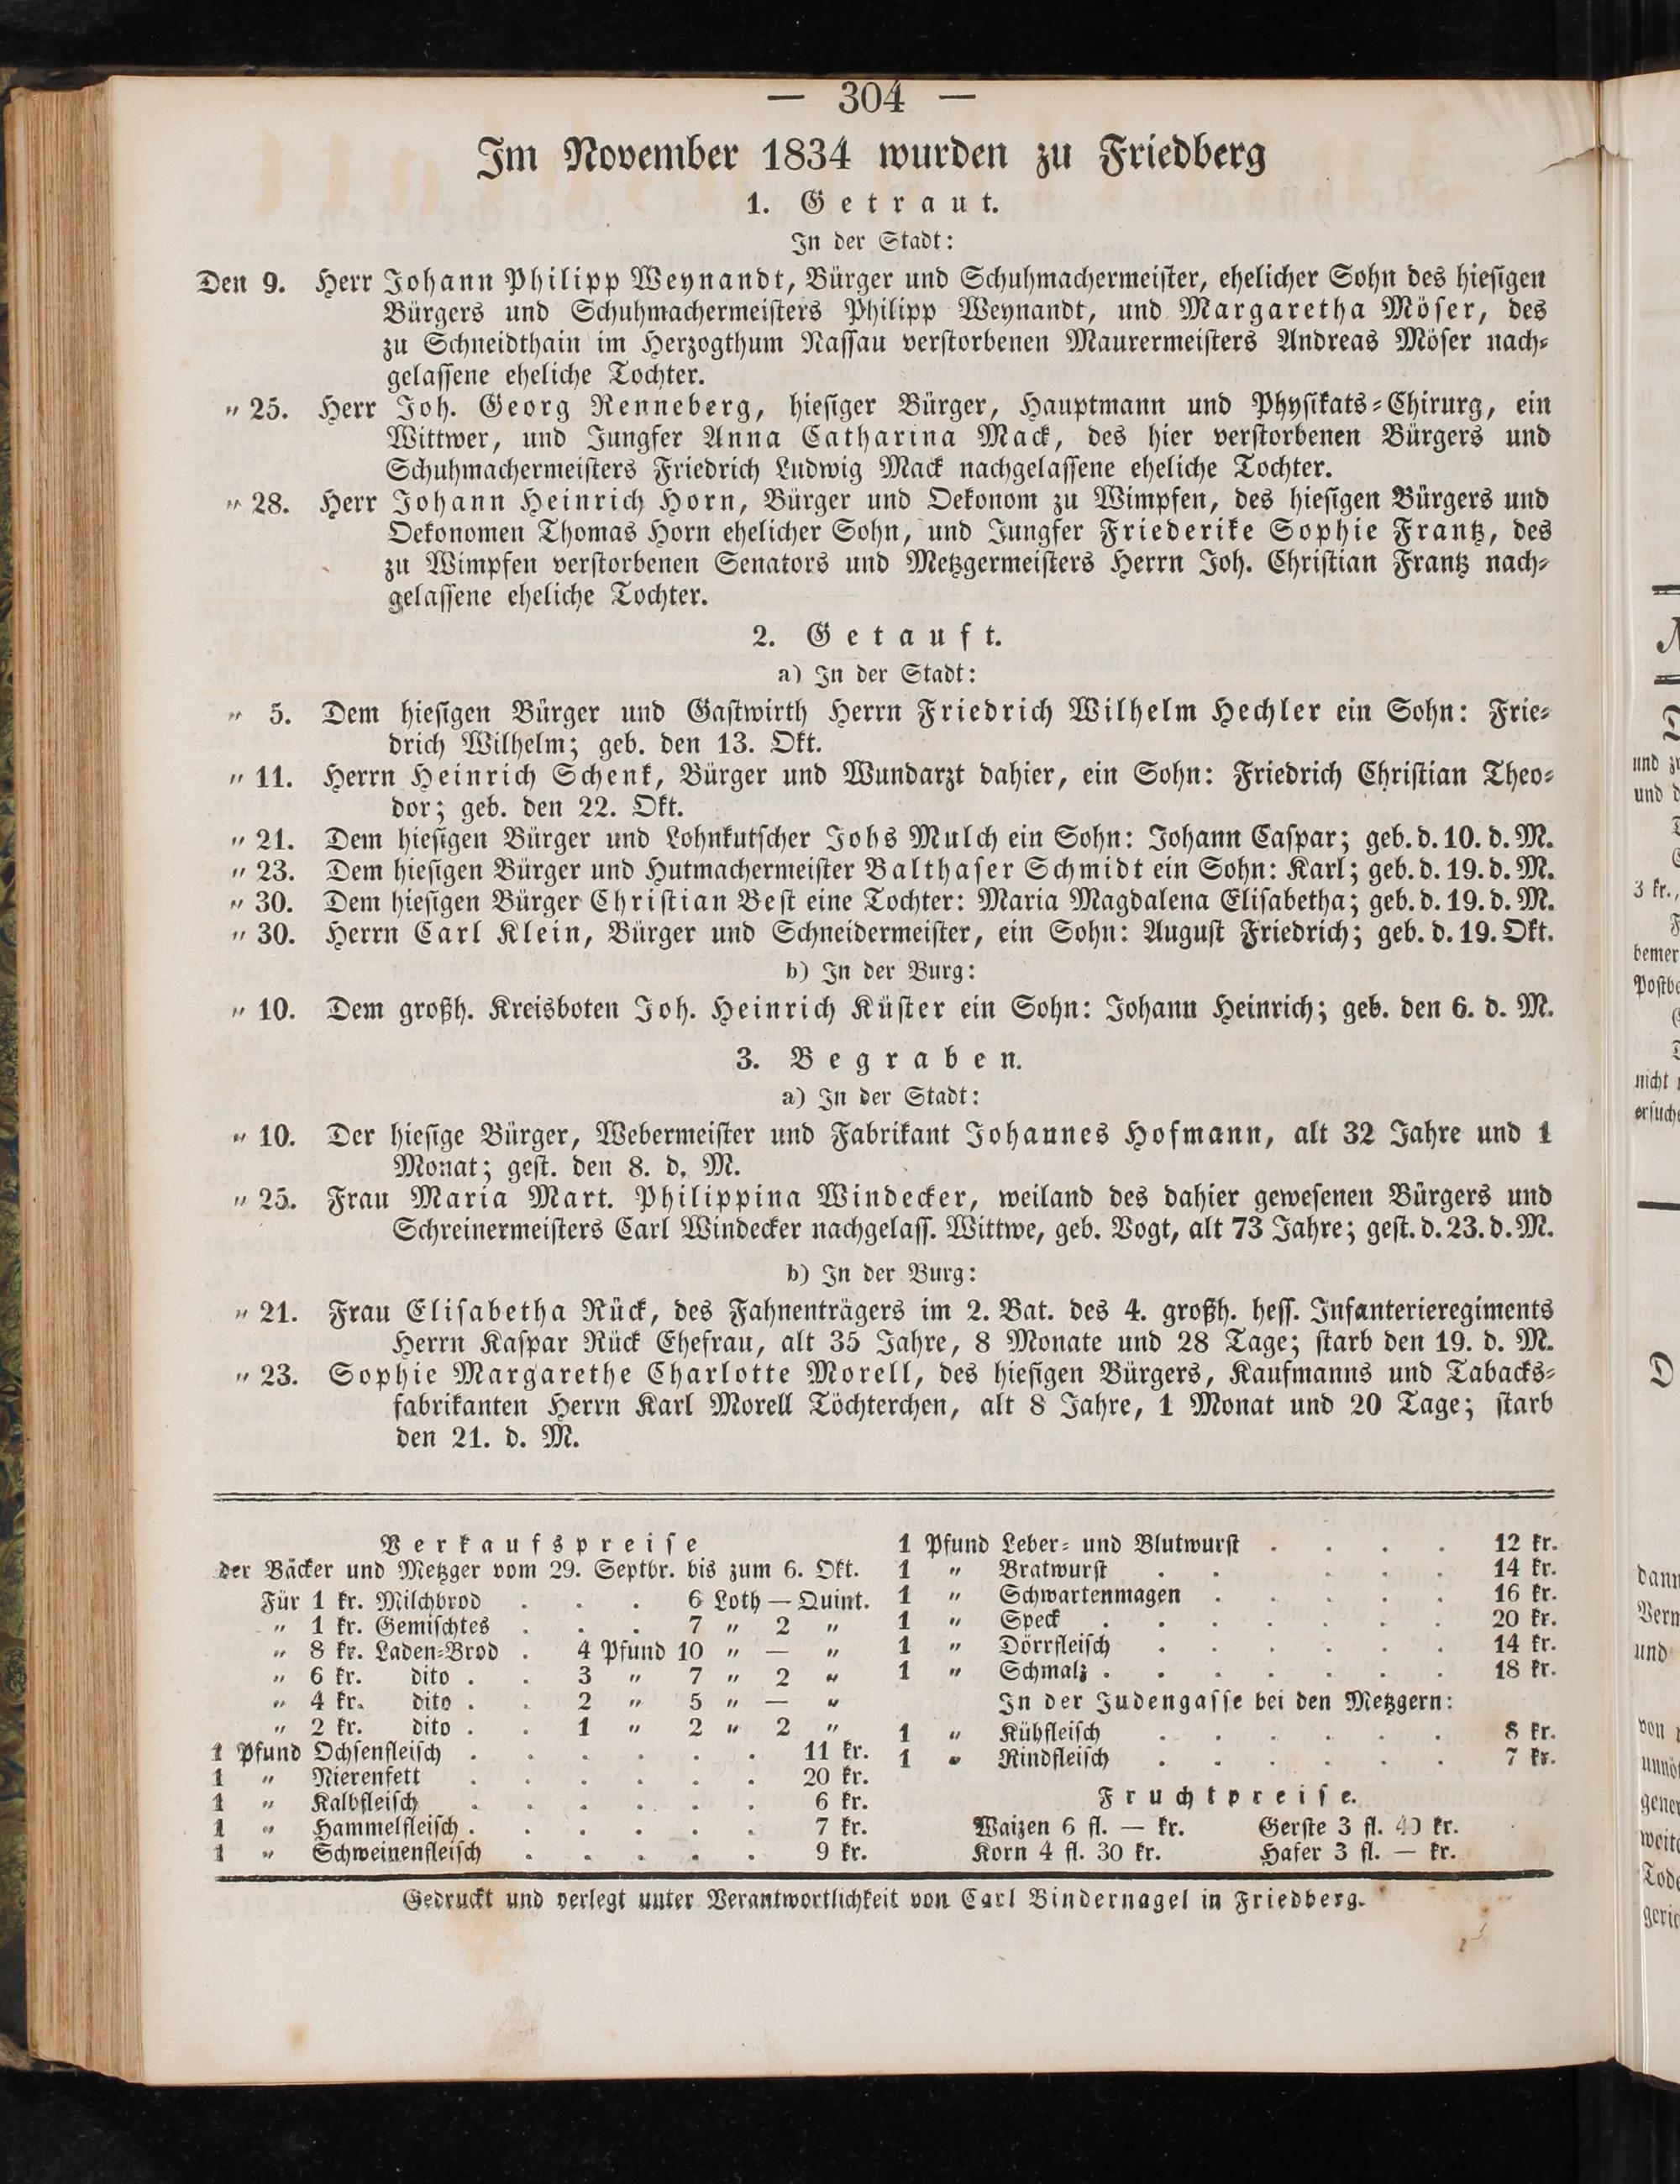 — 304 —
Im November 1834 wurden zu Friedberg
1. Getraut.
In der Stadt:
Den 9. Herr Johann Philipp Weynandt, Bürger und Schuhmachermeister, ehelicher Sohn des hiesigen
Bürgers und Schuhmachermeisters Philipp Weynandt, und Margaretha Möser, des
zu Schneidthain im Herzogthum Nassau verstorbenen Maurermeisters Andreas Möser nach-
gelassene eheliche Tochter.
" 25. Herr Joh. Georg Renneberg, hiesiger Bürger, Hauptmann und Physikats-Chirurg, ein
Wittwer, und Jungfer Anna Catharina Mack, des hier verstorbenen Bürgers und
Schuhmachermeisters Friedrich Ludwig Mack nachgelassene eheliche Tochter.
" 28. Herr Johann Heinrich Horn, Bürger und Oekonom zu Wimpfen, des hiesigen Bürgers und
Oekonomen Thomas Horn ehelicher Sohn, und Jungfer Friederike Sophie Frantz, des
zu Wimpfen verstorbenen Senators und Metzgermeisters Herrn Joh. Christian Frantz nach-
gelassene eheliche Tochter.
2. Getauft.
a) In der Stadt:
" 5. Dem hiesigen Bürger und Gastwirth Herrn Friedrich Wilhelm Hechler ein Sohn: Frie-
drich Wilhelm; geb. den 13. Okt.
" 11. Herrn Heinrich Schenk, Bürger und Wundarzt dahier, ein Sohn: Friedrich Christian Theo-
dor; geb. den 22. Okt.
" 21. Dem hiesigen Bürger und Lohnkutscher Johs Mulch ein Sohn: Johann Caspar; geb. d. 10. d. M.
" 23. Dem hiesigen Bürger und Hutmachermeister Balthaser Schmidt ein Sohn: Karl; geb. d. 19. d. M.
" 30. Dem hiesigen Bürger Christian Best eine Tochter: Maria Magdalena Elisabetha; geb. d. 19. d. M.
" 30. Herrn Carl Klein, Bürger und Schneidermeister, ein Sohn: August Friedrich; geb. d. 19. Okt.
b) In der Burg:
" 10. Dem großh. Kreisboten Joh. Heinrich Küster ein Sohn: Johann Heinrich; geb. den 6. d. M.
3. Begraben.
a) In der Stadt:
" 10. Der hiesige Bürger, Webermeister und Fabrikant Johannes Hofmann, alt 32 Jahre und 1
Monat; gest. den 8. d. M.
" 25. Frau Maria Mart. Philippina Windecker, weiland des dahier gewesenen Bürgers und
Schreinermeisters Carl Windecker nachgelass. Wittwe, geb. Vogt, alt 73 Jahre; gest. d. 23. d. M.
b) In der Burg:
" 21. Frau Elisabetha Rück, des Fahnenträgers im 2. Bat. des 4. großh. hess. Infanterieregiments
Herrn Kaspar Rück Ehefrau, alt 35 Jahre, 8 Monate und 28 Tage; starb den 19. d. M.
" 23. Sophie Margarethe Charlotte Morell, des hiesigen Bürgers, Kaufmanns und Tabacks-
fabrikanten Herrn Karl Morell Töchterchen, alt 8 Jahre, 1 Monat und 20 Tage; starb
den 21. d. M.
Verkaufspreise
der Bäcker und Metzger vom 29. Septbr. bis zum 6. Okt.
Für 1 kr. Milchbrod . . . 6 Loth — Quint.
" 1 kr. Gemischtes . . . 7 " 2 "
" 8 kr. Laden-Brod . 4 Pfund 10 " — "
" 6 kr. dito . . 3 " 7 " 2 "
" 4 kr. dito . . 2 " 5 " — "
" 2 kr. dito . . 1 " 2 " 2 "
1 Pfund Ochsenfleisch . . . . . . 11 kr.
1 " Nierenfett . . . . . . 20 kr.
1 " Kalbfleisch . . . . . . 6 kr.
1 " Hammelfleisch . . . . . . 7 kr.
1 " Schweinenfleisch . . . . . 9 kr.
1 Pfund Leber- und Blutwurst . . . . 12 kr.
1 " Bratwurst . . . . . 14 kr.
1 " Schwartenmagen . . . . . 16 kr.
1 " Speck . . . . . . 20 kr.
1 " Dörrfleisch . . . . . . 14 kr.
1 " Schmalz . . . . . . . 18 kr.
In der Judengasse bei den Metzgern:
1 " Kühfleisch . . . . . . 8 kr.
1 " Rindfleisch . . . . . . 7 kr.
Fruchtpreise.
Waizen 6 fl. — kr. Gerste 3 fl. 40 kr.
Korn 4 fl. 30 kr. Hafer 3 fl. — kr.
Gedruckt und verlegt unter Verantwortlichkeit von Carl Bindernagel in Friedberg.
und
3 kr.,
nicht
dann
und
von